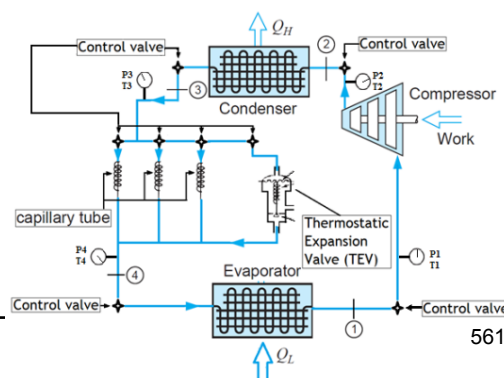 Q_H
Control valve
2
Control valve
P3
T3
3
Condenser
P2
T2
Compressor
Work
capillary tube
Thermostatic
Expansion
Valve (TEV)
P4
T4
4
Evaporator
P1
T1
Control valve
1
Control valve
561
Q_L